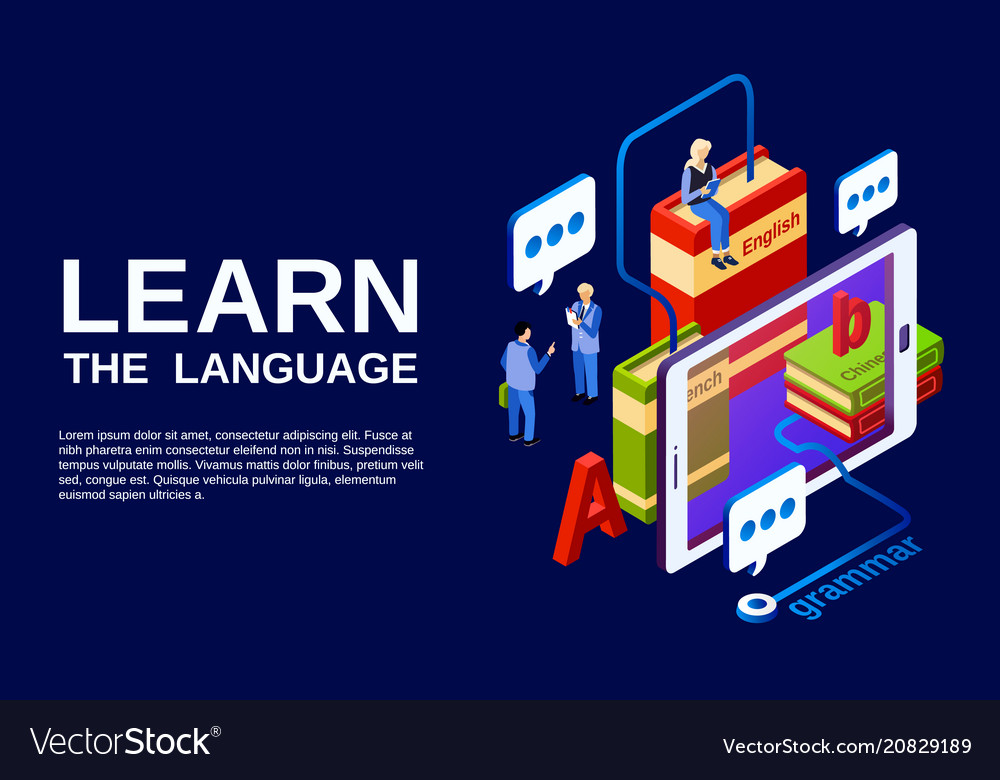 LEARN
THE LANGUAGE
Lorem ipsum dolor sit amet, consectetur adipiscing elit. Fusce at
nibh pharetra enim consectetur eleifend non in nisi. Suspendisse
tempus vulputate mollis. Vivamus mattis dolor finibus, pretium velit
sed, congue est. Quisque vehicula pulvinar ligula, elementum
euismod sapien ultricies a.
English
ench
b
Chine
A
grammar
VectorStock®
VectorStock.com/20829189